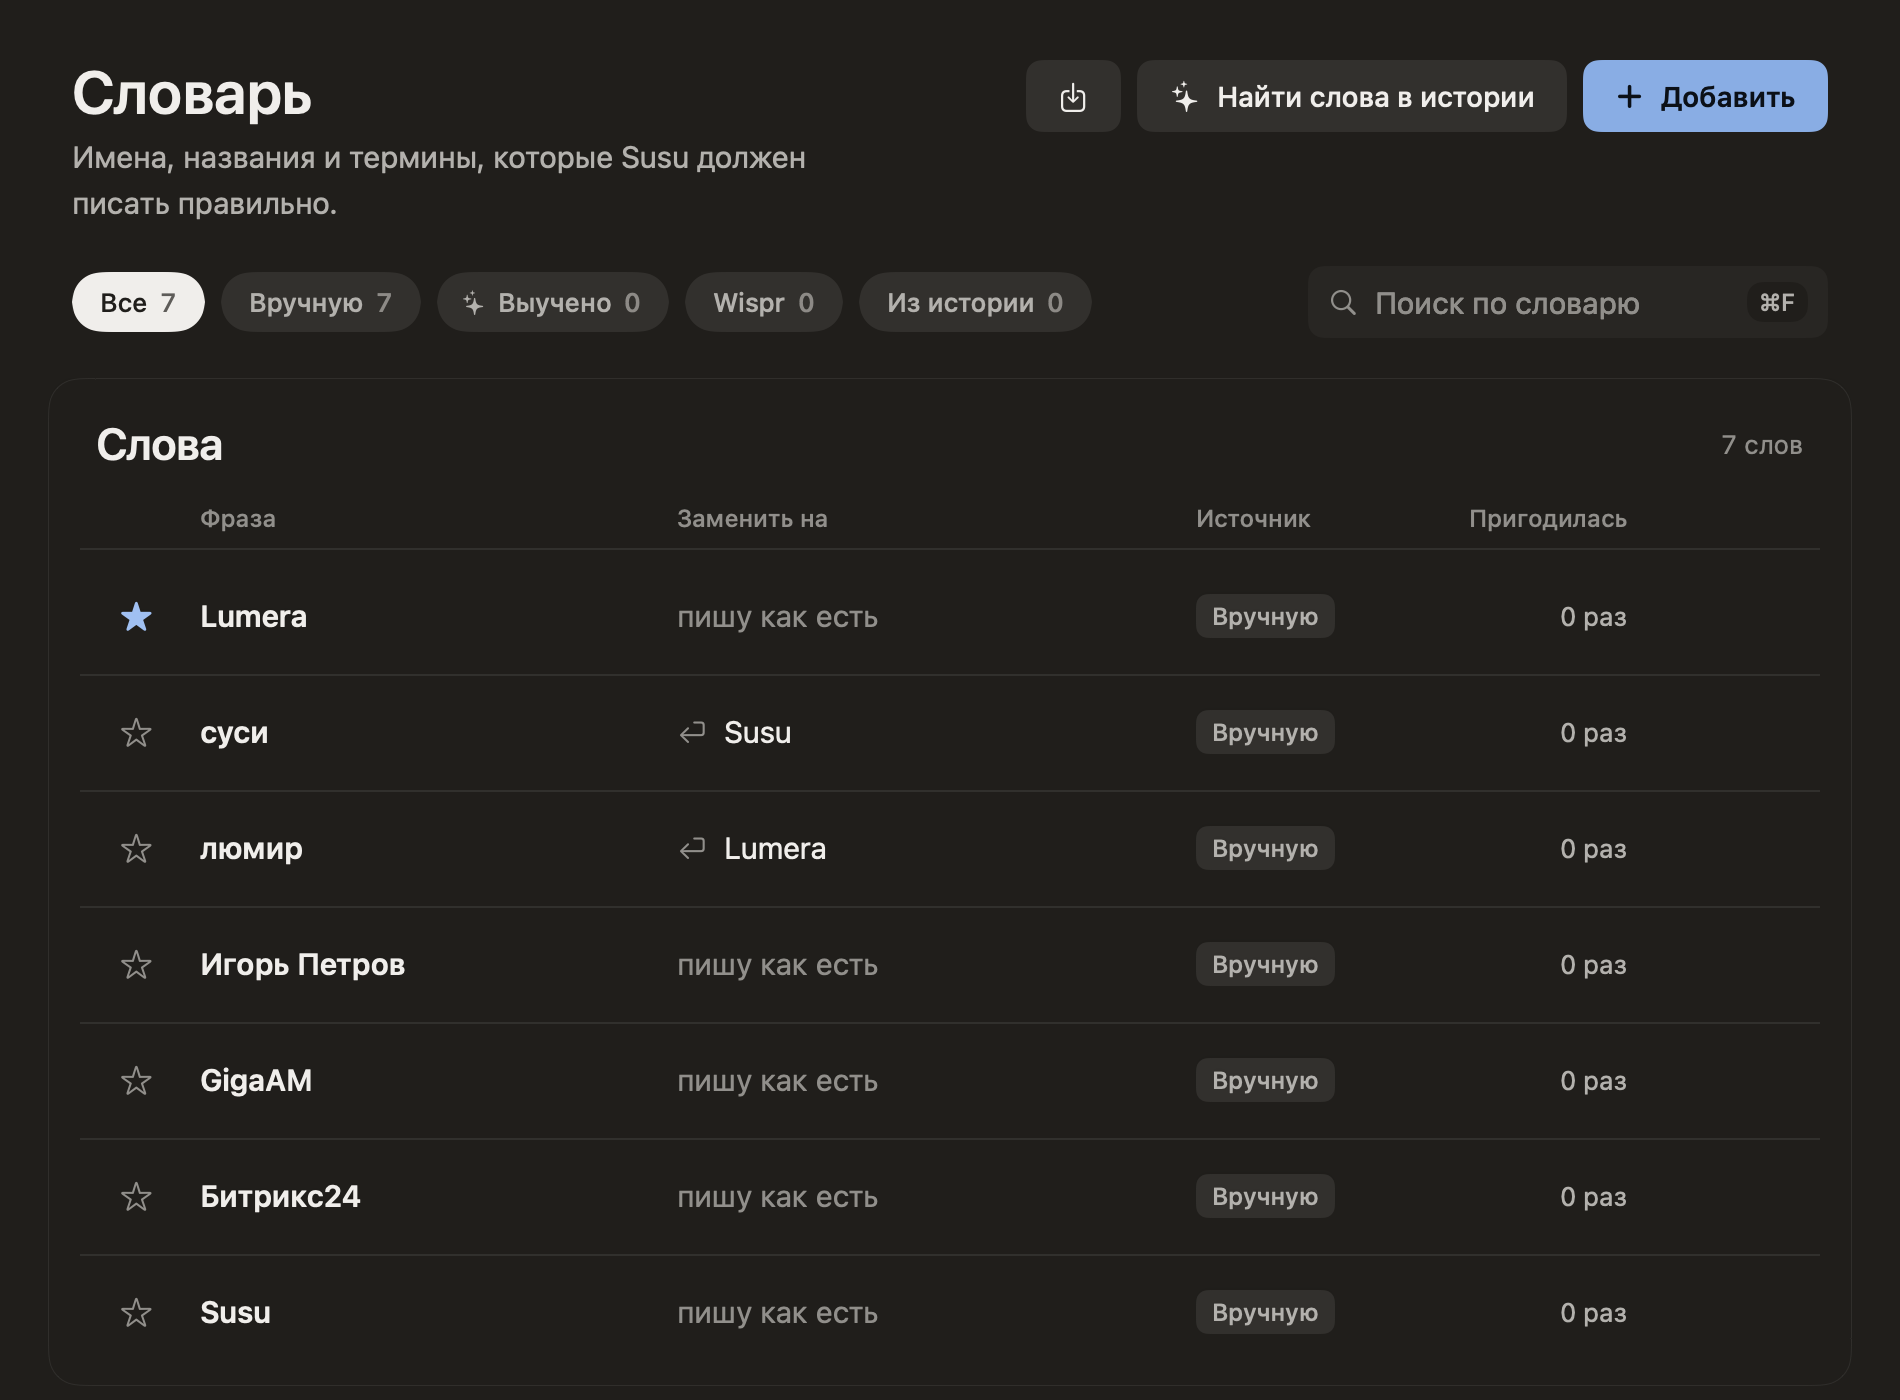 Словарь
Найти слова в истории
Добавить
Имена, названия и термины, которые Susu должен
писать правильно.
Все 7
Вручную 7
Выучено 0
Wispr 0
Из истории 0
Поиск по словарю
⌘F
Слова
7 слов
Фраза Заменить на Источник Пригодилась
Lumera пишу как есть Вручную 0 раз
суси Susu Вручную 0 раз
люмир Lumera Вручную 0 раз
Игорь Петров пишу как есть Вручную 0 раз
GigaAM пишу как есть Вручную 0 раз
Битрикс24 пишу как есть Вручную 0 раз
Susu пишу как есть Вручную 0 раз